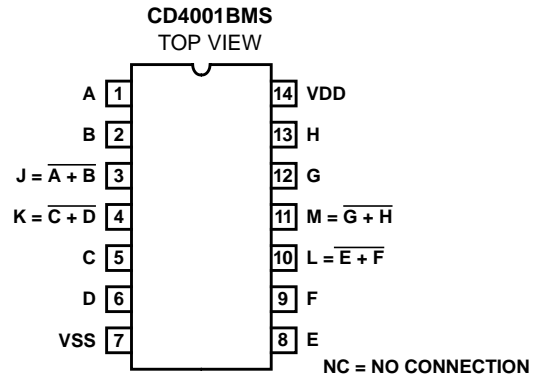 CD4001BMS
TOP VIEW
A 1 14 VDD
B 2 13 H
J = A + B 3 12 G
K = C + D 4 11 M = G + H
C 5 10 L = E + F
D 6 9 F
VSS 7 8 E
NC = NO CONNECTION